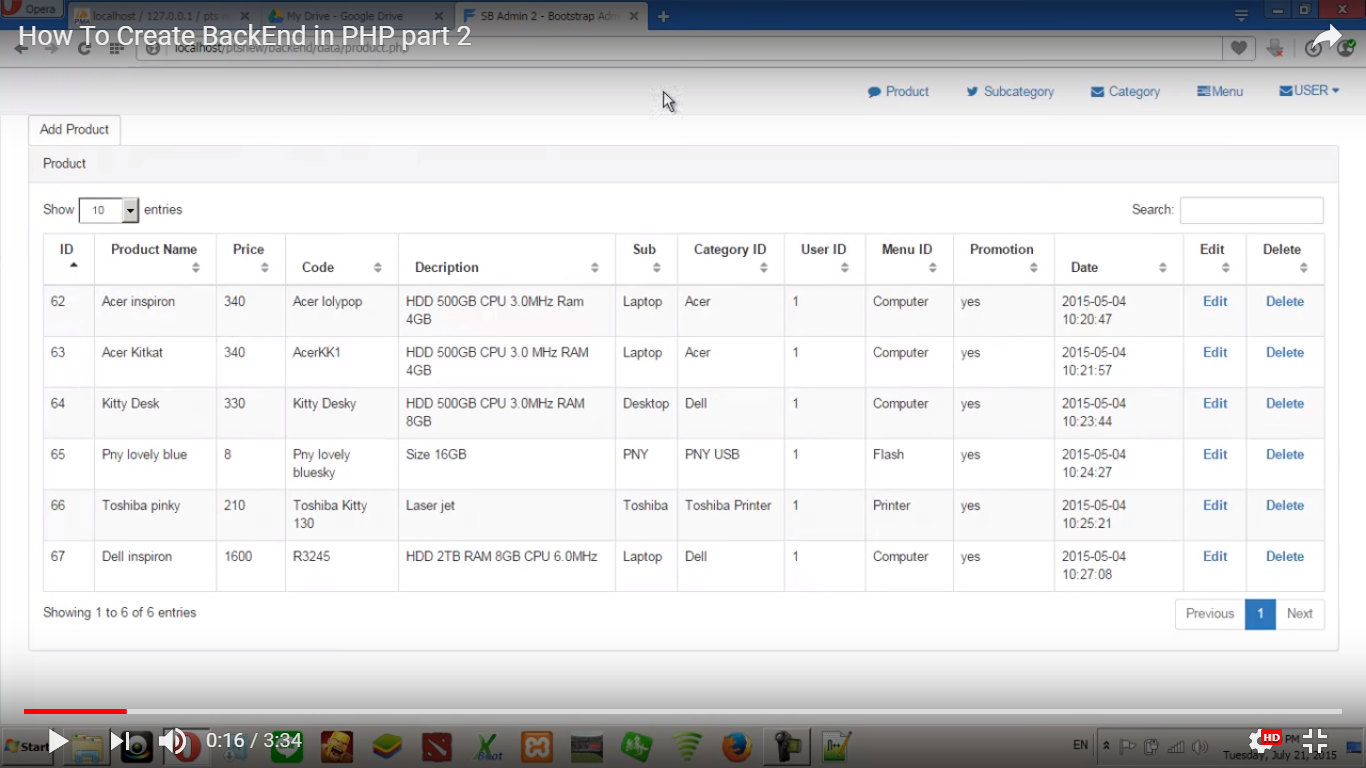 Opera
localhost / 127.0.0.1 / pts
My Drive - Google Drive
SB Admin 2 - Bootstrap Adm
How To Create BackEnd in PHP part 2
localhost/ptsnew/backend/data/product.php
Product
Subcategory
Category
Menu
USER
Add Product
Product
Show 10 entries
Search:
ID Product Name Price Code Decription Sub Category ID User ID Menu ID Promotion Date Edit Delete
62 Acer inspiron 340 Acer lolypop HDD 500GB CPU 3.0MHz Ram Laptop Acer 1 Computer yes 2015-05-04 Edit Delete
4GB 10:20:47
63 Acer Kitkat 340 AcerKK1 HDD 500GB CPU 3.0 MHz RAM Laptop Acer 1 Computer yes 2015-05-04 Edit Delete
4GB 10:21:57
64 Kitty Desk 330 Kitty Desky HDD 500GB CPU 3.0MHz RAM Desktop Dell 1 Computer yes 2015-05-04 Edit Delete
8GB 10:23:44
65 Pny lovely blue 8 Pny lovely Size 16GB PNY PNY USB 1 Flash yes 2015-05-04 Edit Delete
bluesky 10:24:27
66 Toshiba pinky 210 Toshiba Kitty Laser jet Toshiba Toshiba Printer 1 Printer yes 2015-05-04 Edit Delete
130 10:25:21
67 Dell inspiron 1600 R3245 HDD 2TB RAM 8GB CPU 6.0MHz Laptop Dell 1 Computer yes 2015-05-04 Edit Delete
10:27:08
Showing 1 to 6 of 6 entries
Previous 1 Next
Start
0:16 / 3:34
EN
HD
PM
Tuesday, July 21, 2015